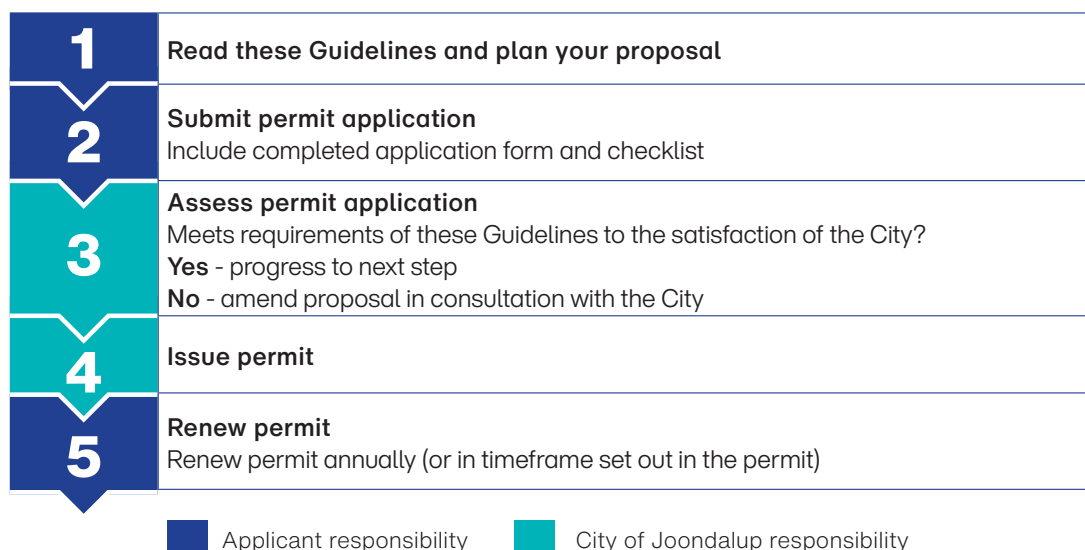 1
Read these Guidelines and plan your proposal
2
Submit permit application
Include completed application form and checklist
3
Assess permit application
Meets requirements of these Guidelines to the satisfaction of the City?
Yes - progress to next step
No - amend proposal in consultation with the City
4
Issue permit
5
Renew permit
Renew permit annually (or in timeframe set out in the permit)
Applicant responsibility
City of Joondalup responsibility